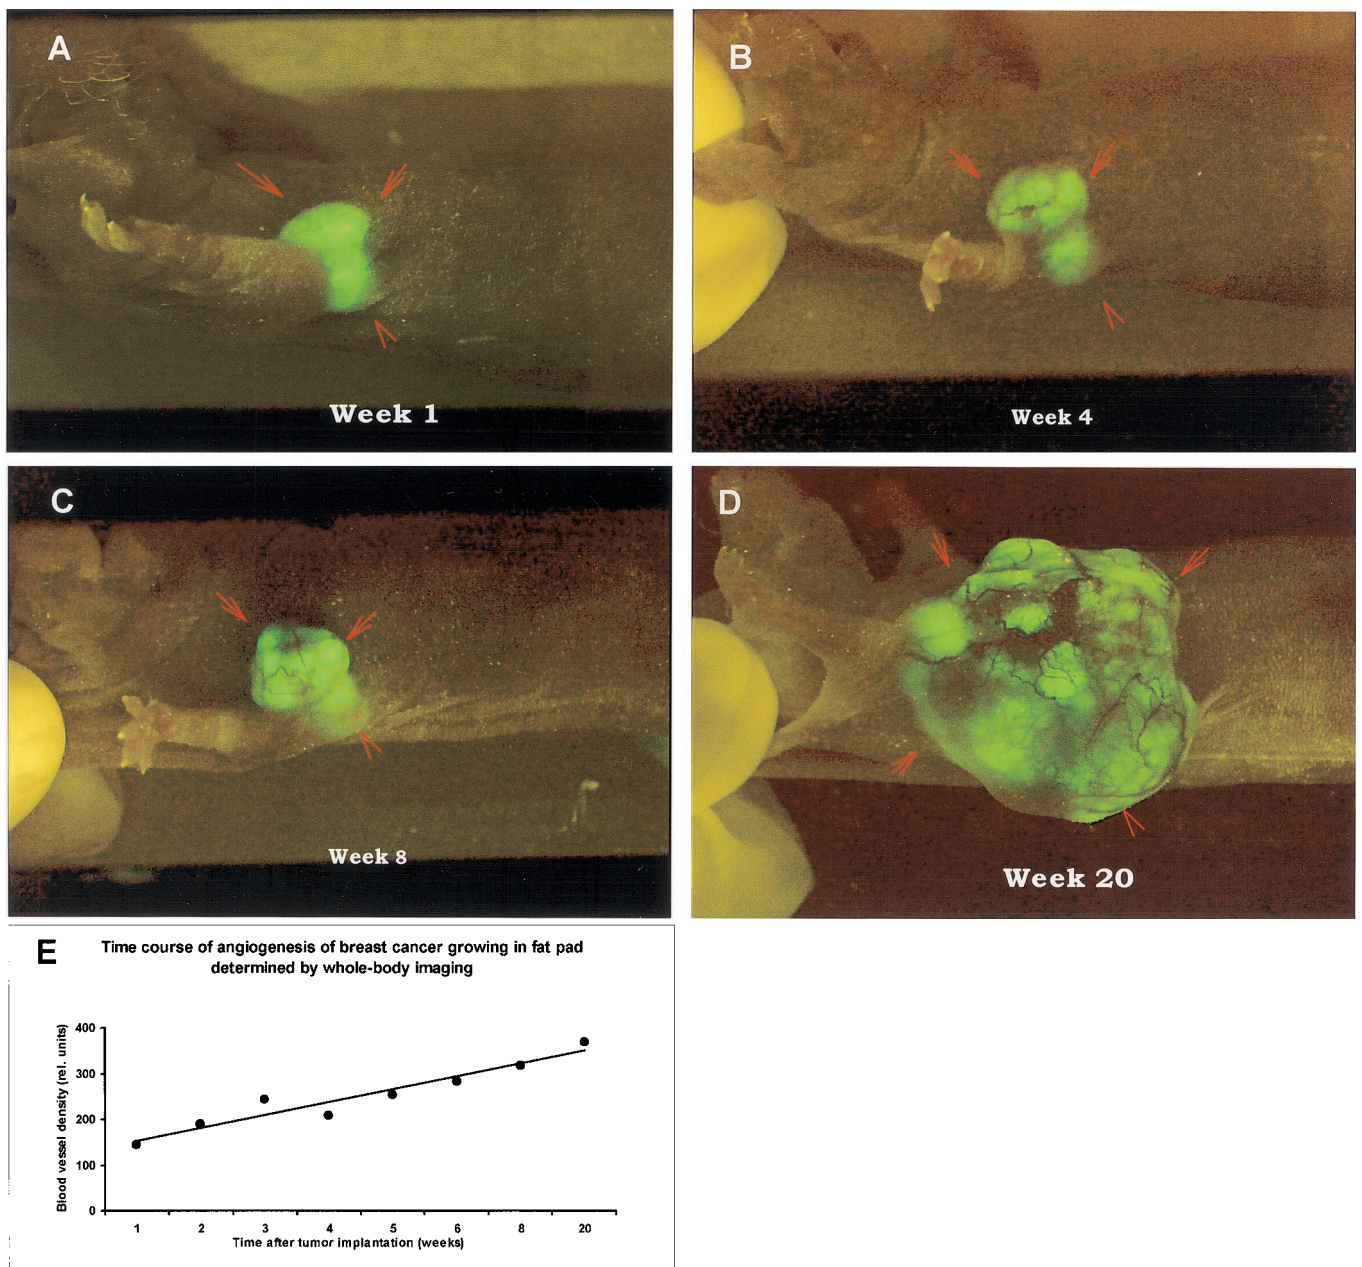 A
Week 1
B
Week 4
C
Week 8
D
Week 20
E
Time course of angiogenesis of breast cancer growing in fat pad
determined by whole-body imaging
Blood vessel density (rel. units)
400
300
200
100
0
1 2 3 4 5 6 8 20
Time after tumor implantation (weeks)